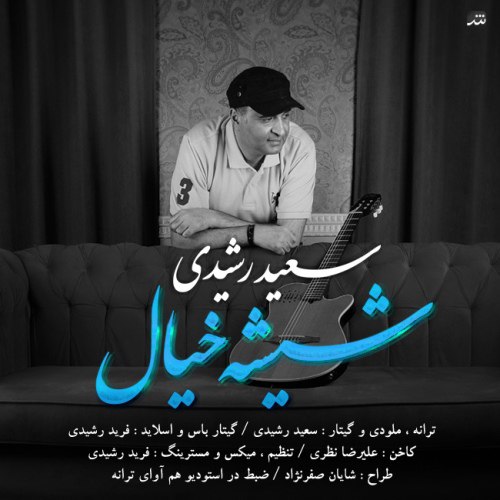 3
سعید رشیدی
شیشه خیال
ترانه ، ملودی و گیتار : سعید رشیدی / گیتار باس و اسلاید : فرید رشیدی
کاخن : علیرضا نظری / تنظیم ، میکس و مسترینگ : فرید رشیدی
طراح : شایان صفرنژاد / ضبط در استودیو هم آوای ترانه